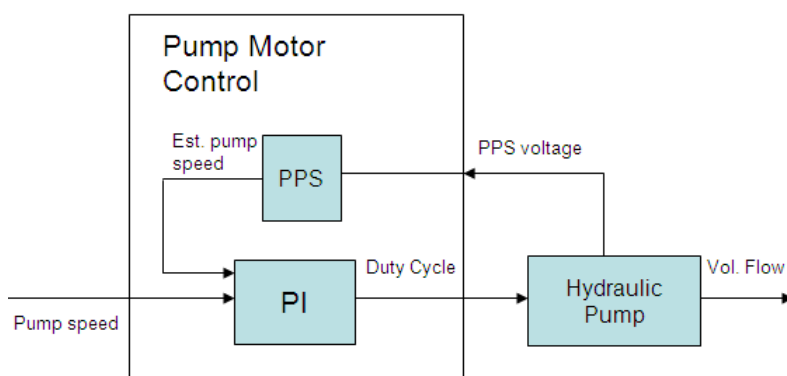 Pump Motor
Control
Est. pump
speed
PPS
PPS voltage
PI
Duty Cycle
Hydraulic
Pump
Vol. Flow
Pump speed